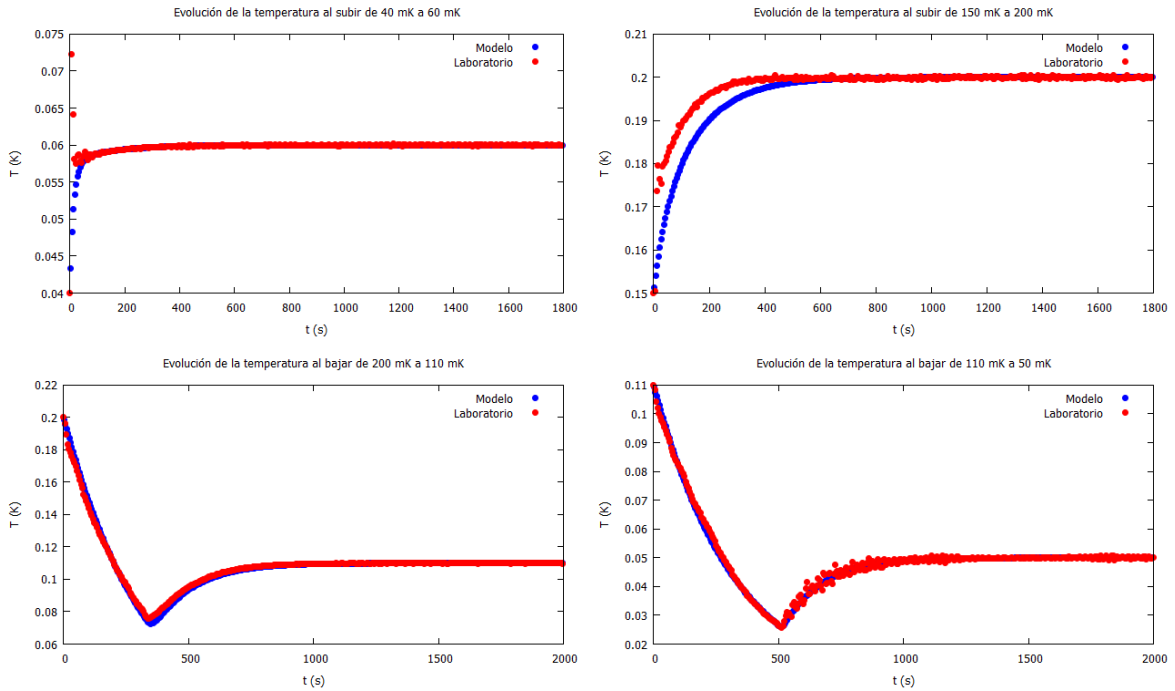 Evolución de la temperatura al subir de 40 mK a 60 mK
0.075
0.07
0.065
0.06
0.055
0.05
0.045
0.04
T (K)
Modelo
Laboratorio
0 200 400 600 800 1000 1200 1400 1600 1800
t (s)
Evolución de la temperatura al subir de 150 mK a 200 mK
0.21
0.2
0.19
0.18
0.17
0.16
0.15
T (K)
Modelo
Laboratorio
0 200 400 600 800 1000 1200 1400 1600 1800
t (s)
Evolución de la temperatura al bajar de 200 mK a 110 mK
0.22
0.2
0.18
0.16
0.14
0.12
0.1
0.08
0.06
T (K)
Modelo
Laboratorio
0 500 1000 1500 2000
t (s)
Evolución de la temperatura al bajar de 110 mK a 50 mK
0.11
0.1
0.09
0.08
0.07
0.06
0.05
0.04
0.03
0.02
T (K)
Modelo
Laboratorio
0 500 1000 1500 2000
t (s)